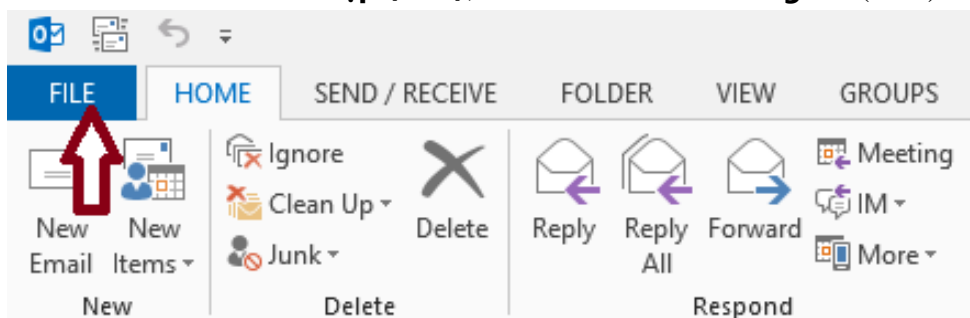 FILE HOME SEND / RECEIVE FOLDER VIEW GROUPS
Ignore
Clean Up
Junk
Delete
New Email
New Items
Reply
Reply All
Forward
Meeting
IM
More
New Delete Respond